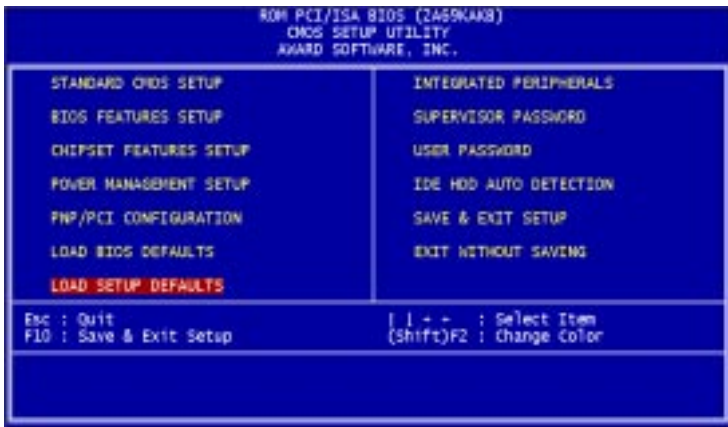 ROM PCI/ISA BIOS (2A69KAKB)
CMOS SETUP UTILITY
AWARD SOFTWARE, INC.
STANDARD CMOS SETUP
BIOS FEATURES SETUP
CHIPSET FEATURES SETUP
POWER MANAGEMENT SETUP
PNP/PCI CONFIGURATION
LOAD BIOS DEFAULTS
LOAD SETUP DEFAULTS
INTEGRATED PERIPHERALS
SUPERVISOR PASSWORD
USER PASSWORD
IDE HDD AUTO DETECTION
SAVE & EXIT SETUP
EXIT WITHOUT SAVING
Esc : Quit
F10 : Save & Exit Setup
: Select Item
(Shift)F2 : Change Color